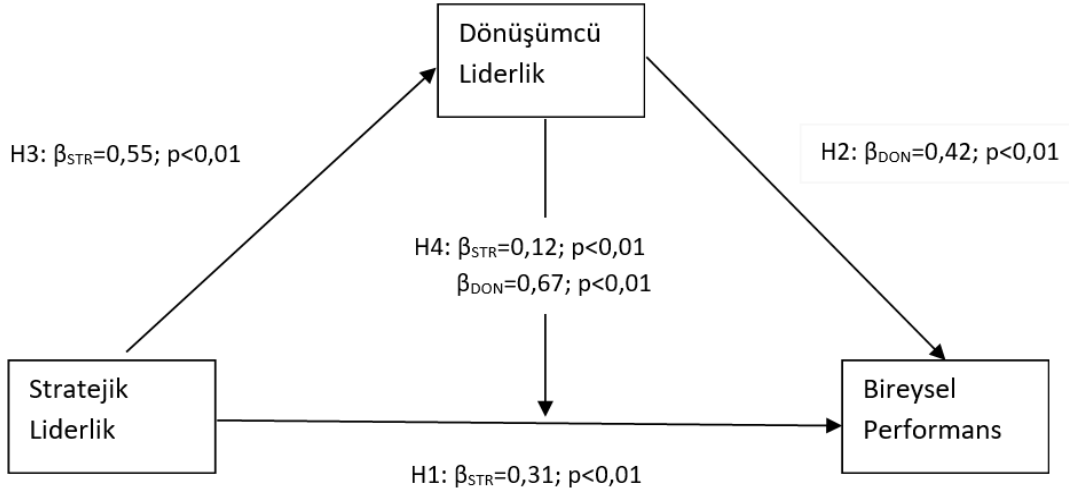 Dönüşümcü
Liderlik
H3: βSTR=0,55; p<0,01
H2: βDON=0,42; p<0,01
H4: βSTR=0,12; p<0,01
βDON=0,67; p<0,01
Stratejik
Liderlik
Bireysel
Performans
H1: βSTR=0,31; p<0,01